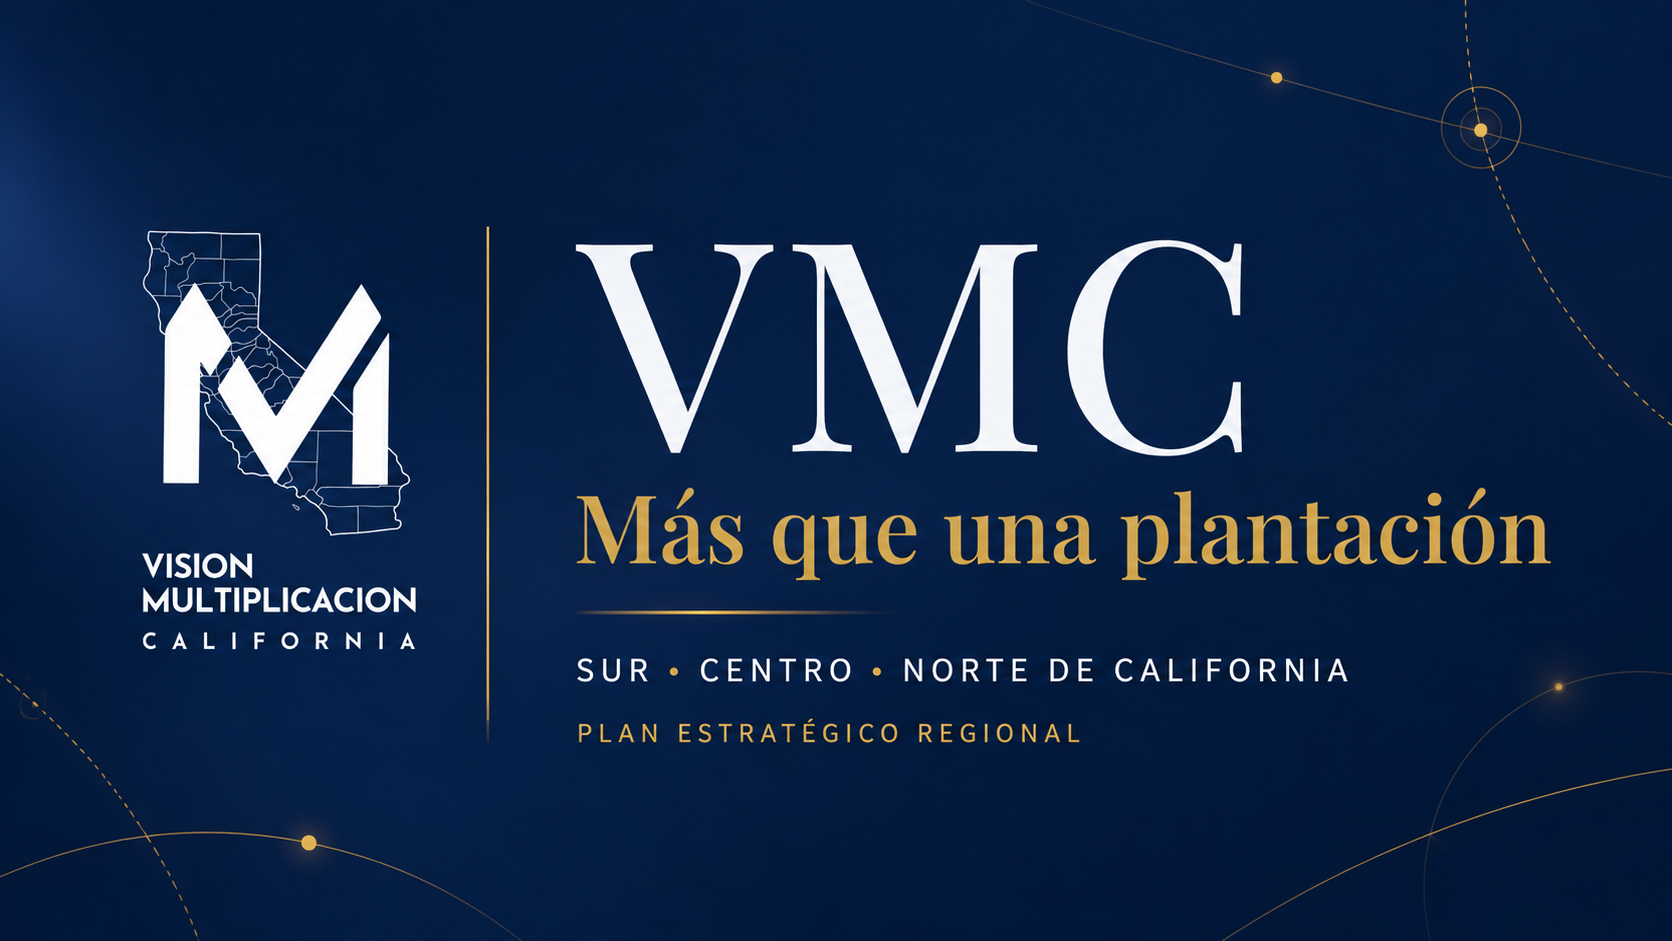 VISION
MULTIPLICACION
CALIFORNIA
VMC
Más que una plantación
SUR • CENTRO • NORTE DE CALIFORNIA
PLAN ESTRATÉGICO REGIONAL